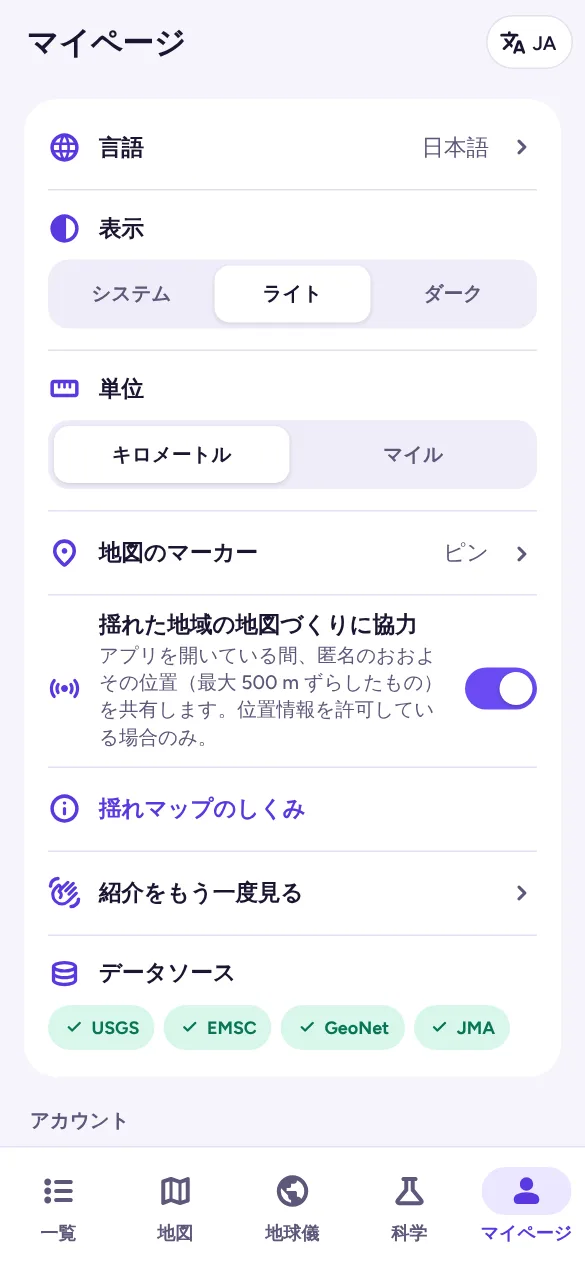 マイページ
JA
言語
日本語
表示
システム
ライト
ダーク
単位
キロメートル
マイル
地図のマーカー
ピン
揺れた地域の地図づくりに協力
アプリを開いている間、匿名のおおよ
その位置（最大 500 m ずらしたもの）
を共有します。位置情報を許可してい
る場合のみ。
揺れマップのしくみ
紹介をもう一度見る
データソース
USGS
EMSC
GeoNet
JMA
アカウント
一覧
地図
地球儀
科学
マイページ